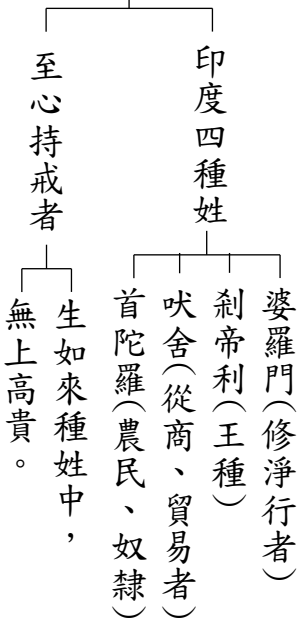 印度四種姓
婆羅門(修淨行者)
剎帝利(王種)
吠舍(從商、貿易者)
首陀羅(農民、奴隸)
至心持戒者
生如來種姓中，
無上高貴。